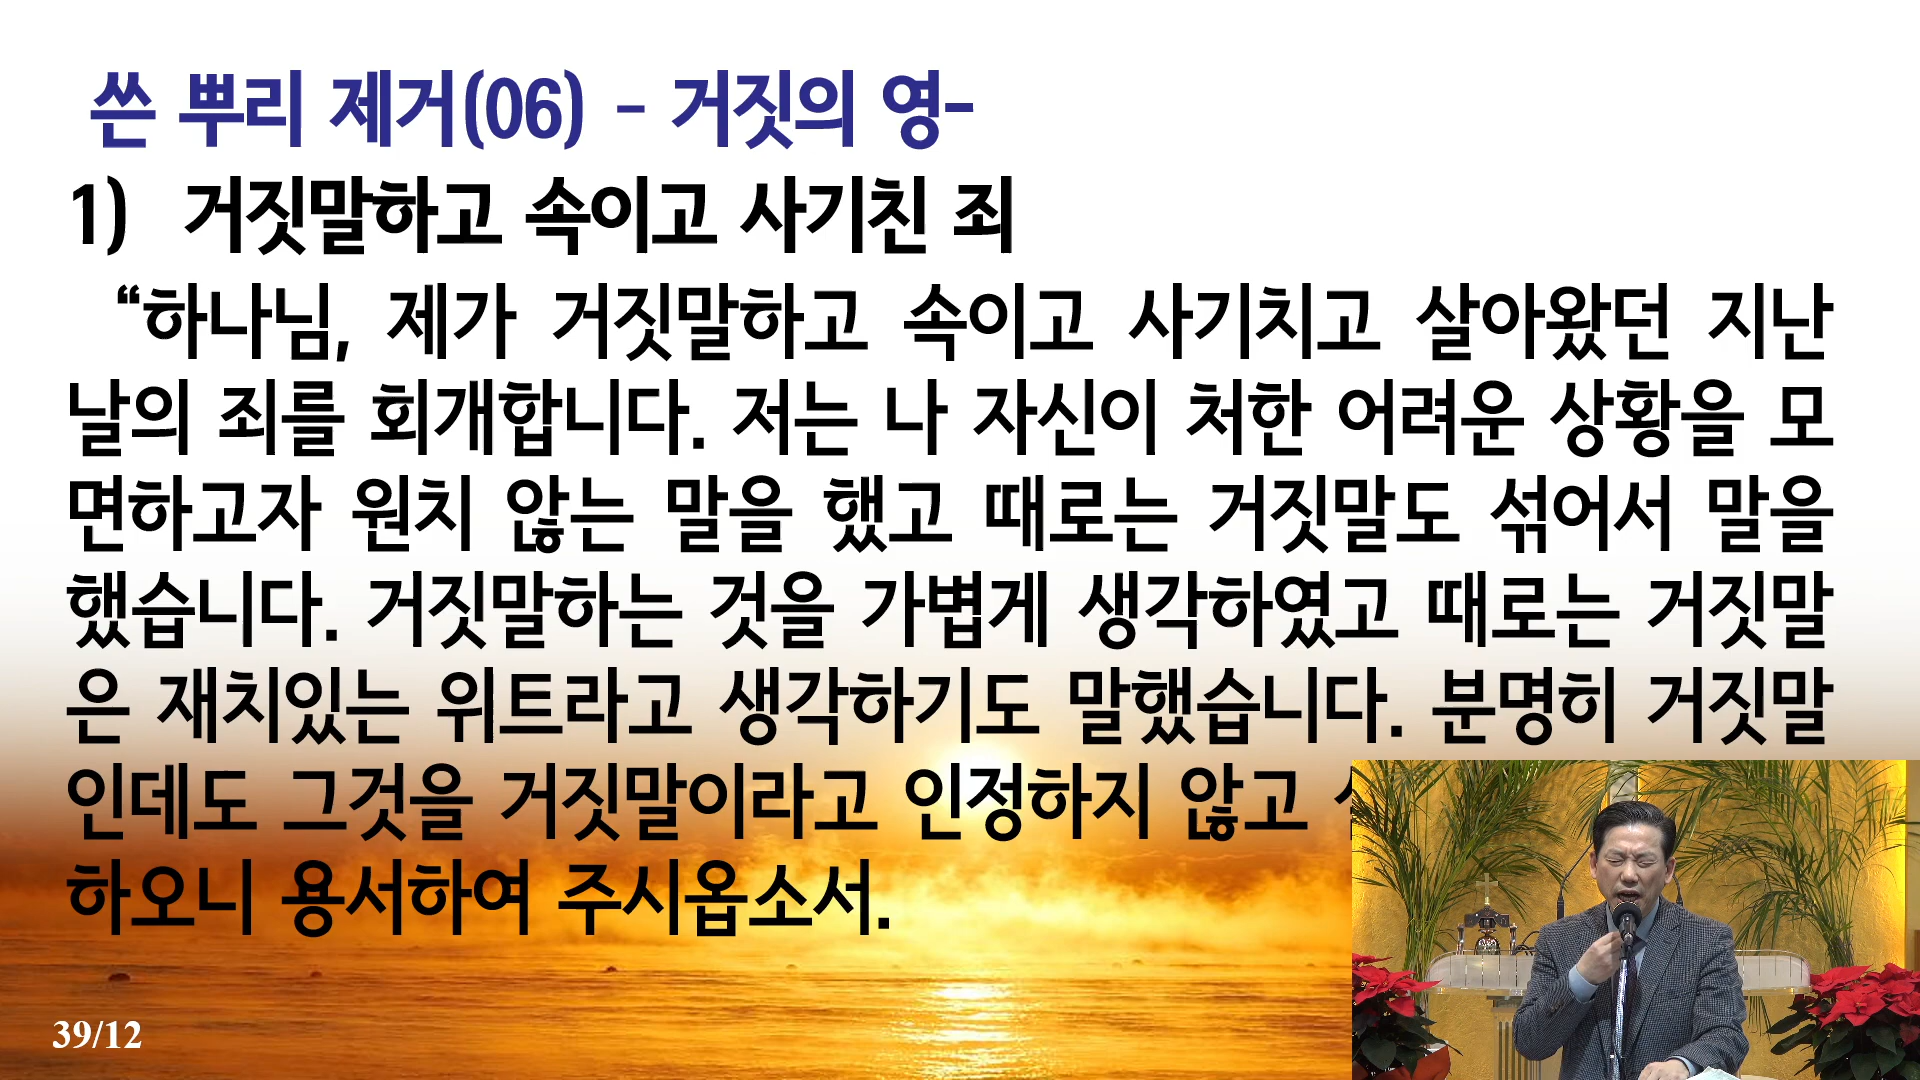 쓴 뿌리 제거(06) - 거짓의 영-
1) 거짓말하고 속이고 사기친 죄
“하나님, 제가 거짓말하고 속이고 사기치고 살아왔던 지난
날의 죄를 회개합니다. 저는 나 자신이 처한 어려운 상황을 모
면하고자 원치 않는 말을 했고 때로는 거짓말도 섞어서 말을
했습니다. 거짓말하는 것을 가볍게 생각하였고 때로는 거짓말
은 재치있는 위트라고 생각하기도 말했습니다. 분명히 거짓말
인데도 그것을 거짓말이라고 인정하지 않고
하오니 용서하여 주시옵소서.
39/12